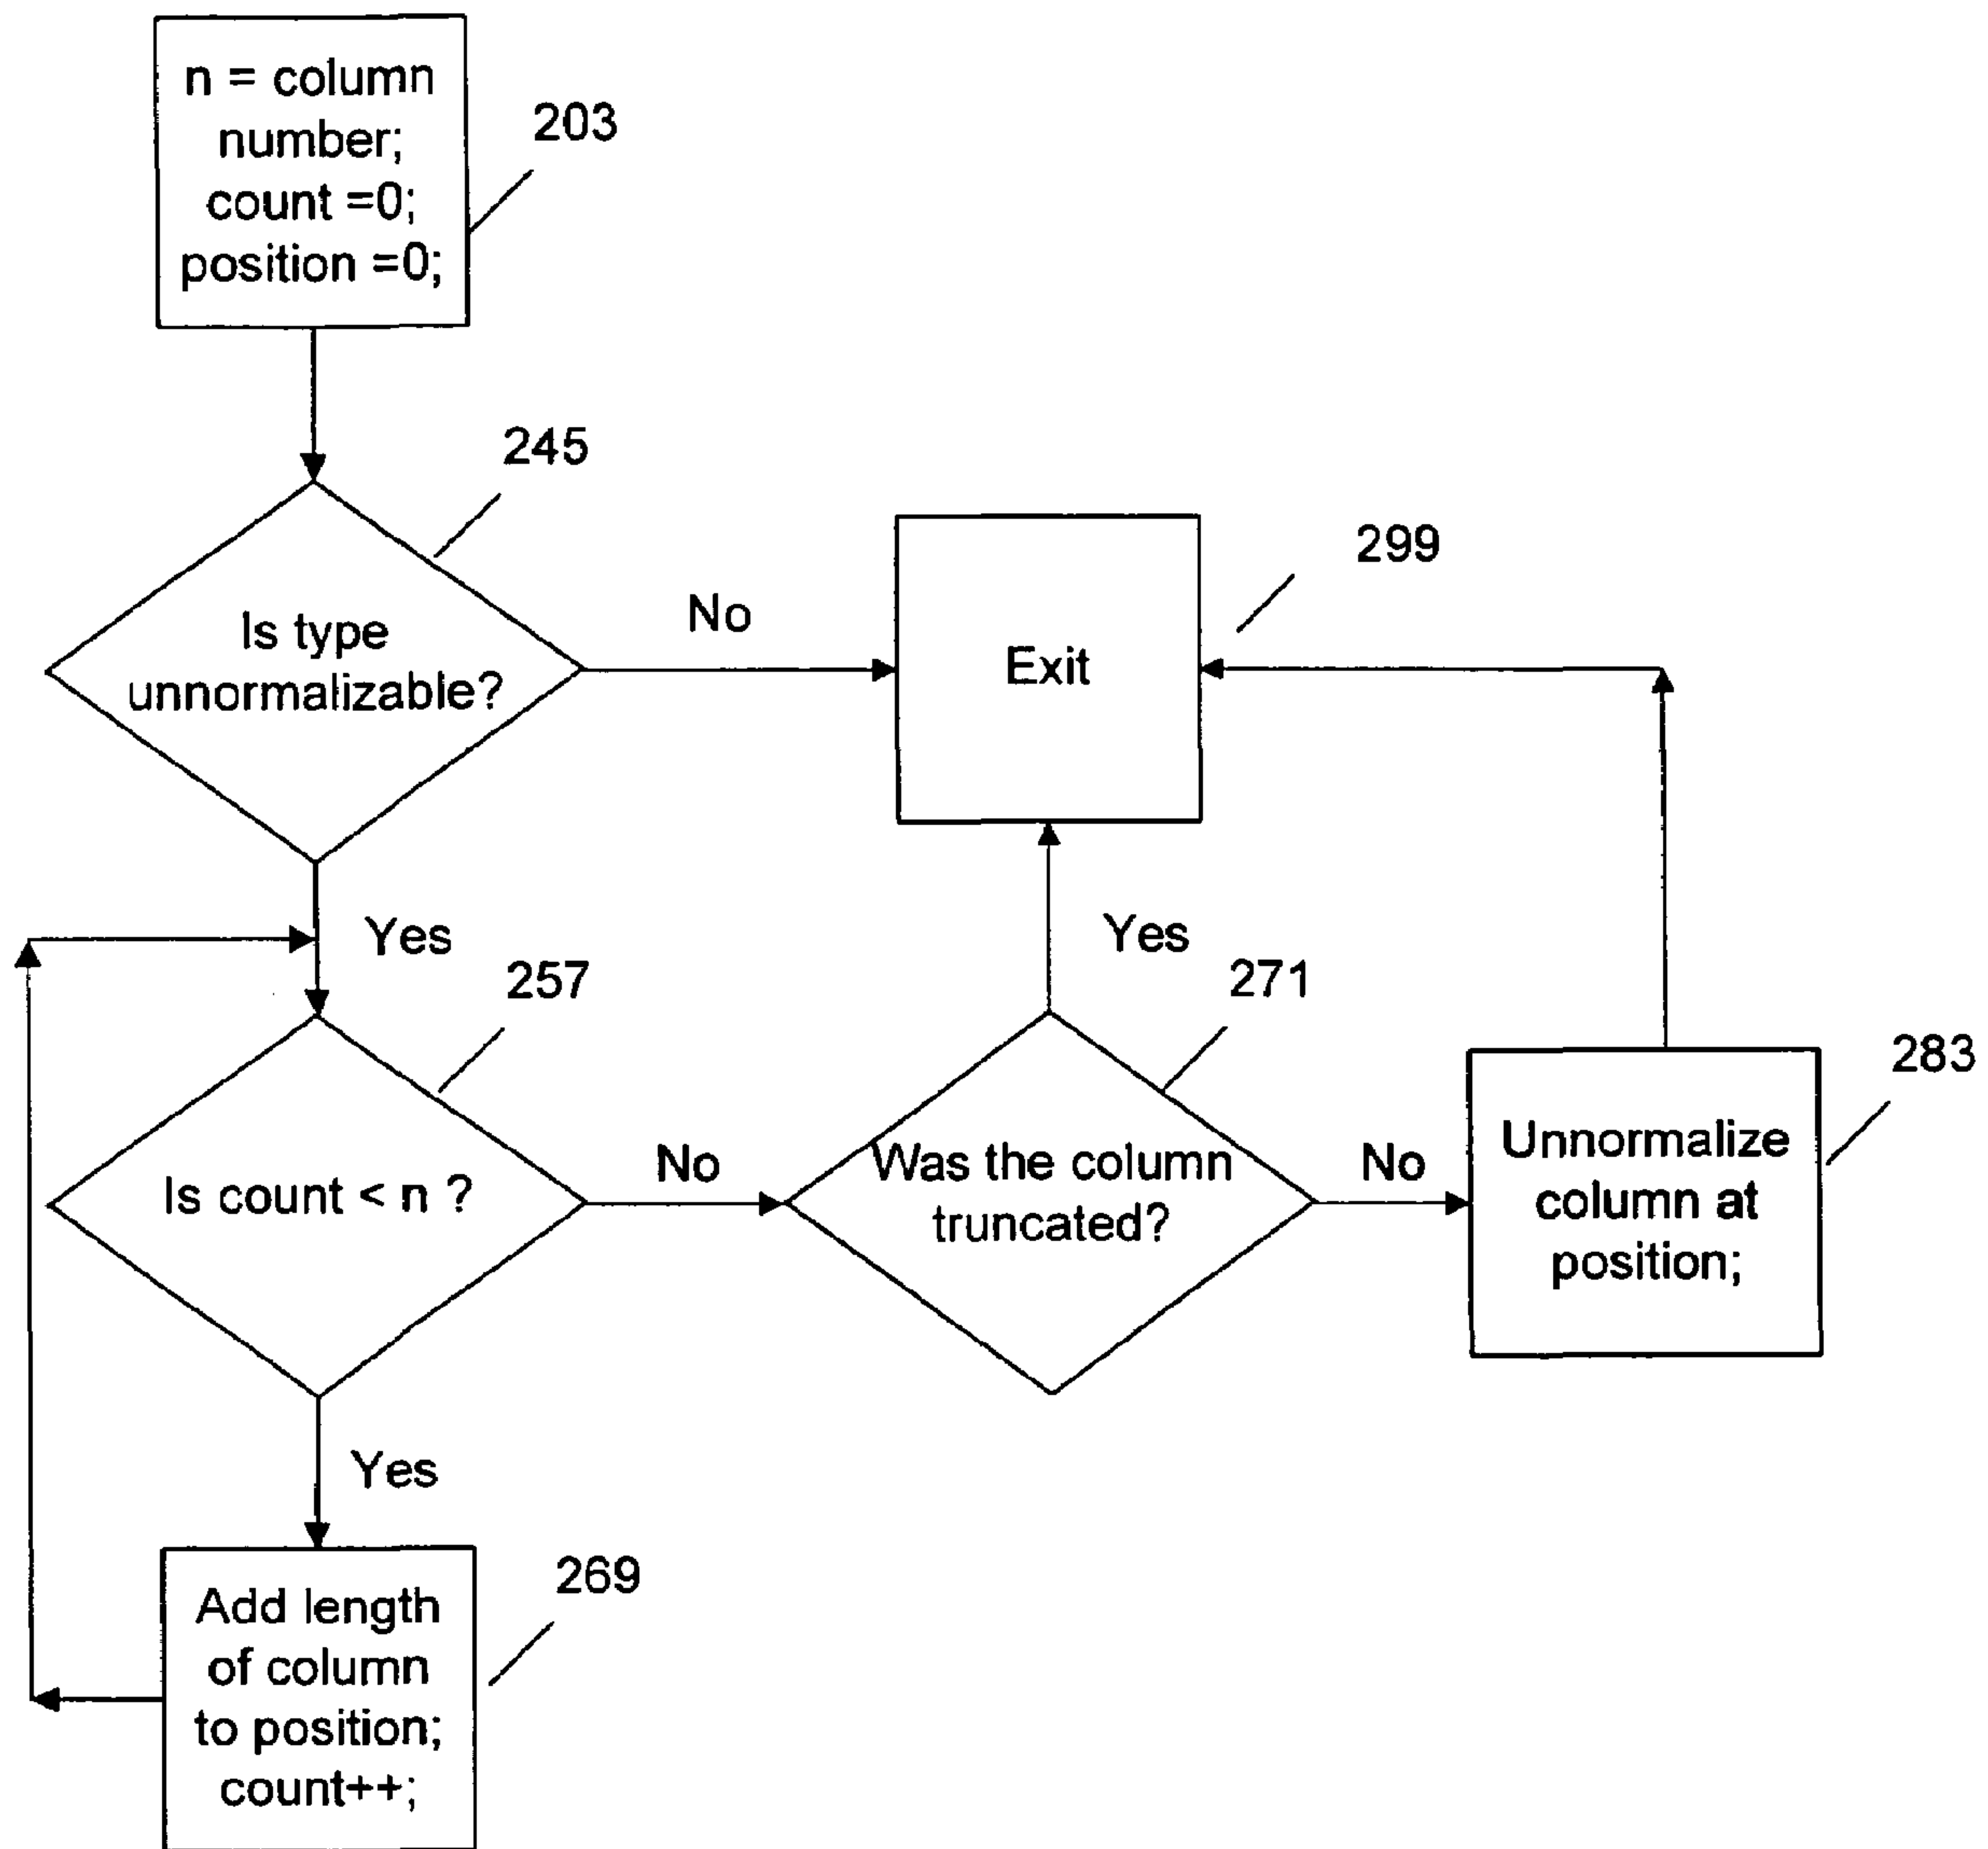 n = column
number;
count =0;
position =0;
203
245
Is type
unnormalizable?
No
Exit
299
Yes
257
Is count < n ?
No
Yes
271
Was the column
truncated?
No
283
Unnormalize
column at
position;
Yes
269
Add length
of column
to position;
count++;